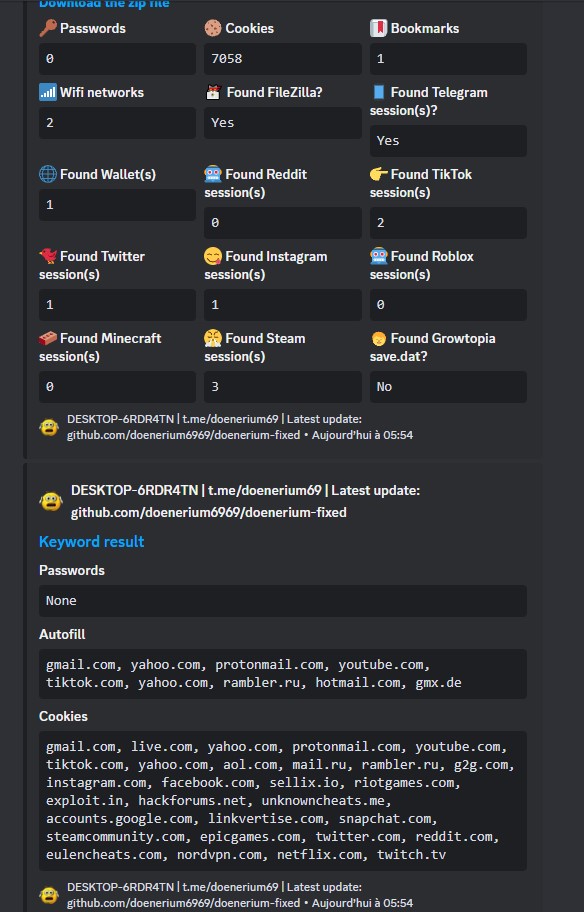 Download the zip file
Passwords Cookies Bookmarks
0 7058 1
Wifi networks Found FileZilla? Found Telegram session(s)?
2 Yes Yes
Found Wallet(s) Found Reddit session(s) Found TikTok session(s)
1 0 2
Found Twitter session(s) Found Instagram session(s) Found Roblox session(s)
1 1 0
Found Minecraft session(s) Found Steam session(s) Found Growtopia save.dat?
0 3 No
DESKTOP-6RDR4TN | t.me/doenerium69 | Latest update:
github.com/doenerium6969/doenerium-fixed • Aujourd'hui à 05:54
DESKTOP-6RDR4TN | t.me/doenerium69 | Latest update:
github.com/doenerium6969/doenerium-fixed
Keyword result
Passwords
None
Autofill
gmail.com, yahoo.com, protonmail.com, youtube.com,
tiktok.com, yahoo.com, rambler.ru, hotmail.com, gmx.de
Cookies
gmail.com, live.com, yahoo.com, protonmail.com, youtube.com,
tiktok.com, yahoo.com, aol.com, mail.ru, rambler.ru, g2g.com,
instagram.com, facebook.com, sellix.io, riotgames.com,
exploit.in, hackforums.net, unknowncheats.me,
accounts.google.com, linkvertise.com, snapchat.com,
steamcommunity.com, epicgames.com, twitter.com, reddit.com,
eulencheats.com, nordvpn.com, netflix.com, twitch.tv
DESKTOP-6RDR4TN | t.me/doenerium69 | Latest update:
github.com/doenerium6969/doenerium-fixed • Aujourd'hui à 05:54